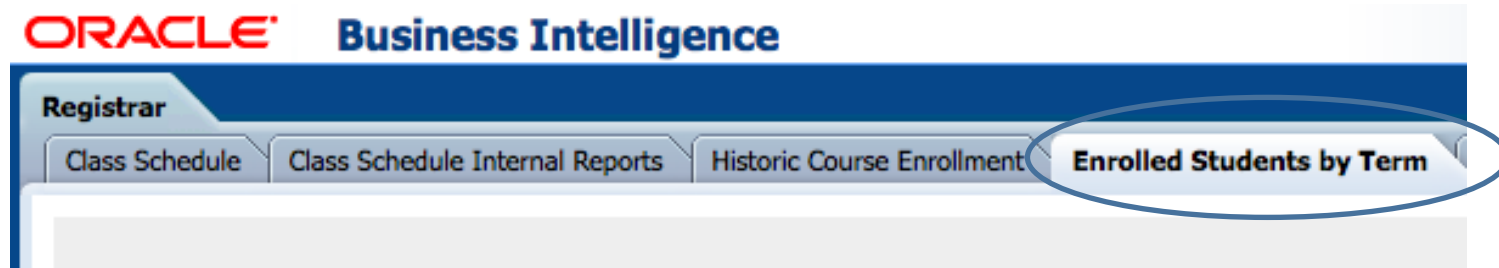 ORACLE Business Intelligence
Registrar
Class Schedule Class Schedule Internal Reports Historic Course Enrollment Enrolled Students by Term